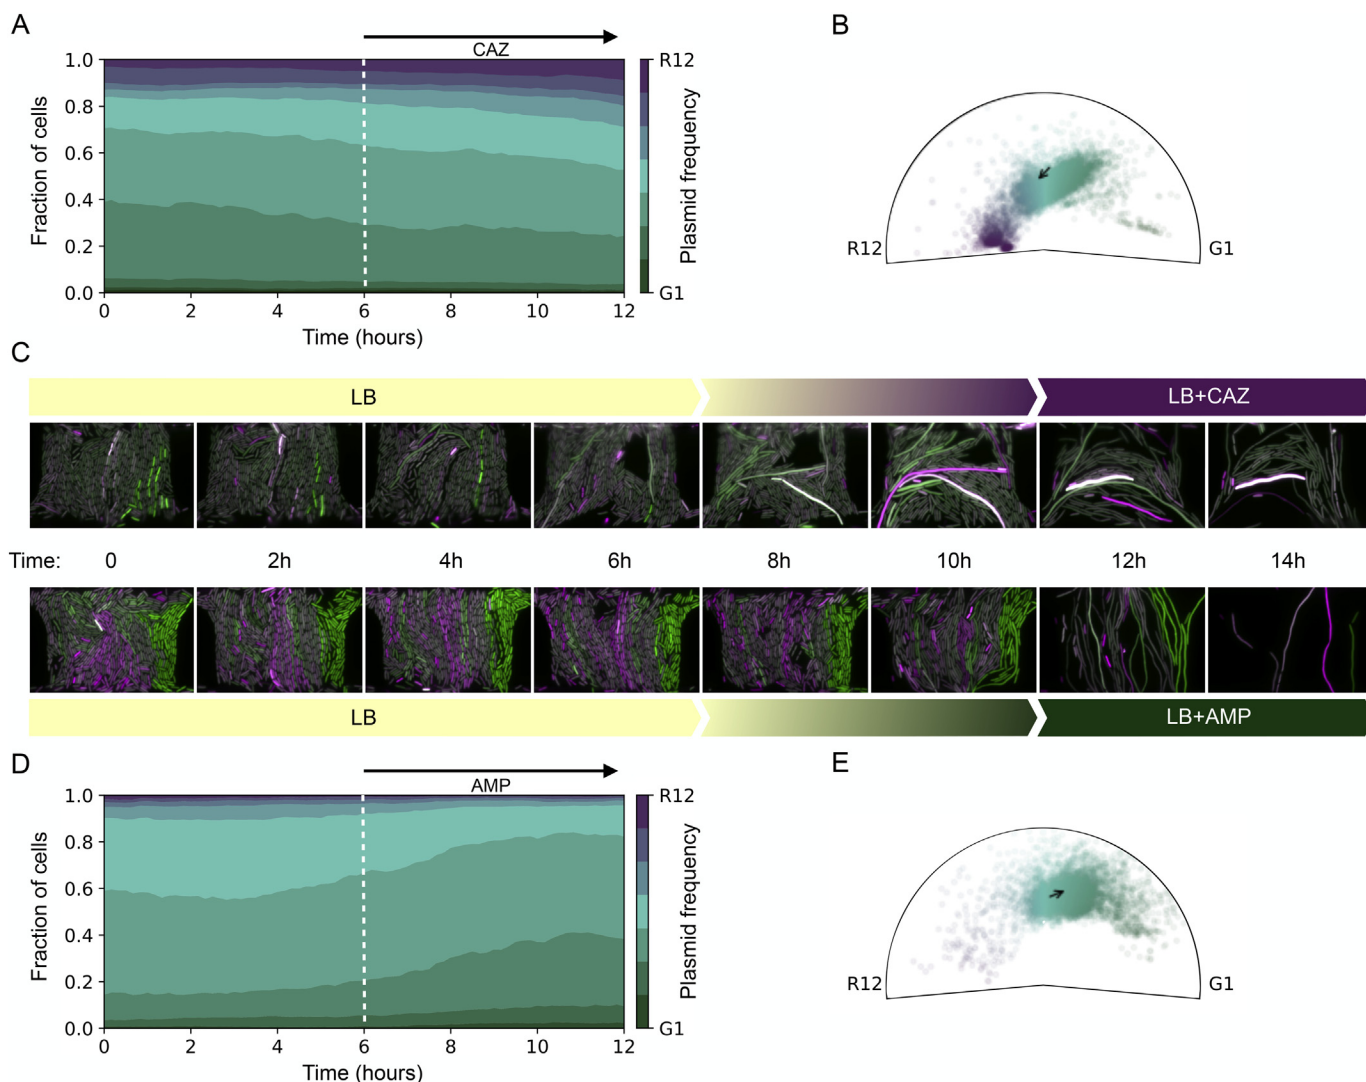 A
CAZ
1.0
0.8
0.6
0.4
0.2
0.0
Fraction of cells
0 2 4 6 8 10 12
Time (hours)
R12
G1
Plasmid frequency
B
R12 G1
C
LB LB+CAZ
Time: 0 2h 4h 6h 8h 10h 12h 14h
LB LB+AMP
D
AMP
1.0
0.8
0.6
0.4
0.2
0.0
Fraction of cells
0 2 4 6 8 10 12
Time (hours)
R12
G1
Plasmid frequency
E
R12 G1